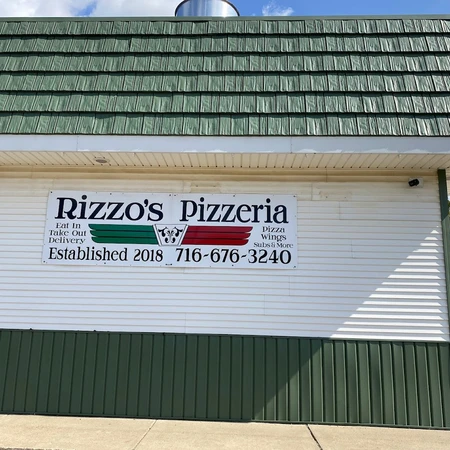 Rizzo's Pizzeria
Eat In
Take Out
Delivery
Pizza
Wings
Subs & More
Established 2018 716-676-3240